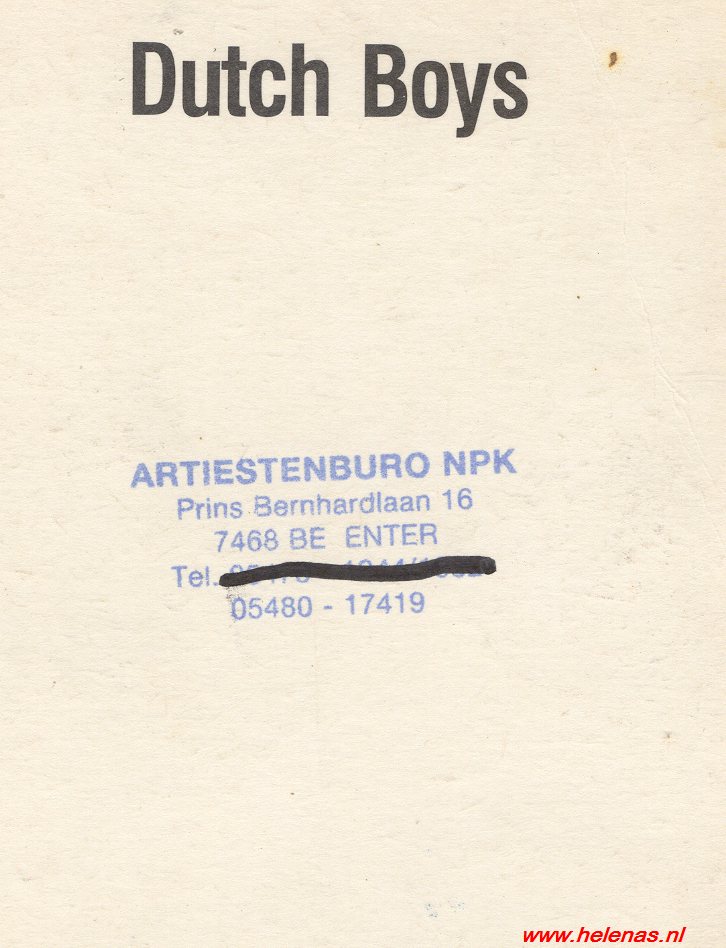 Dutch Boys
ARTIESTENBURO NPK
Prins Bernhardlaan 16
7468 BE ENTER
Tel.
05480 - 17419
www.helenas.nl